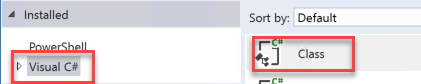 Installed
Sort by: Default
PowerShell
Visual C#
C# Class
C#